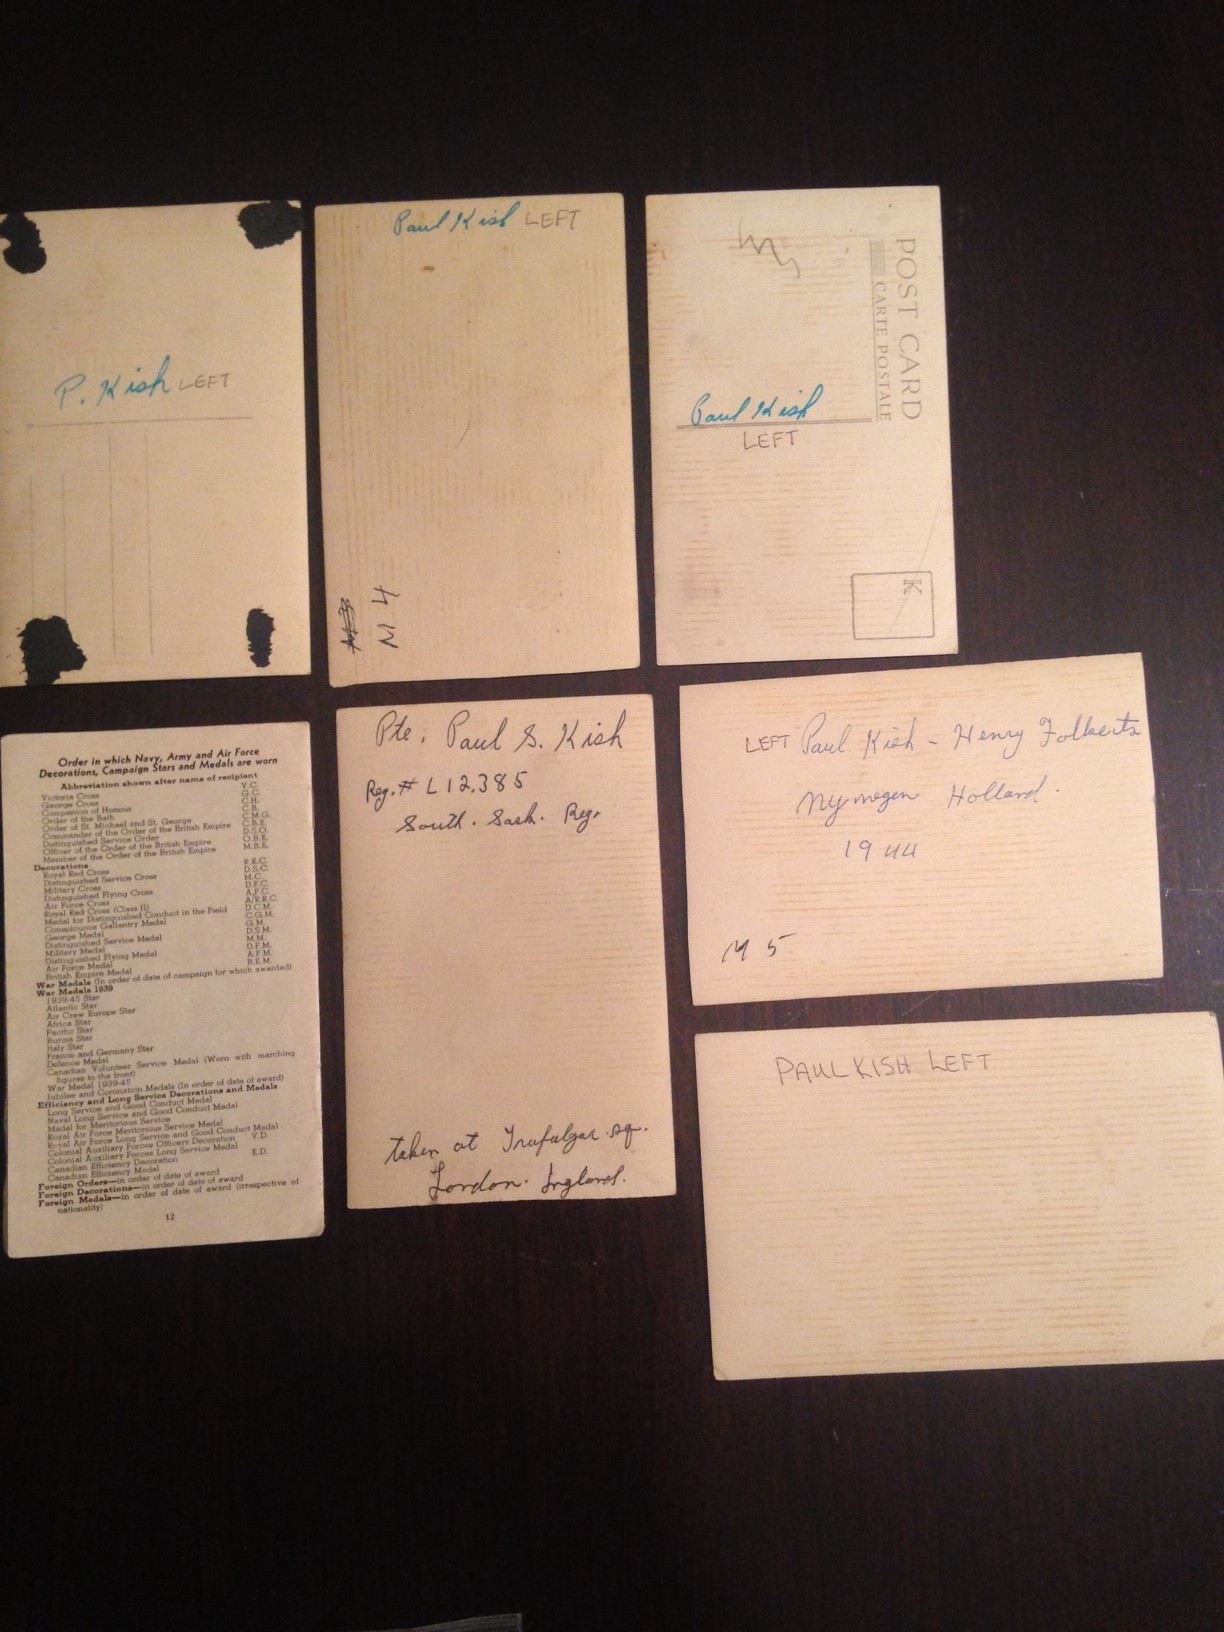 P. Kish LEFT
Paul Kish LEFT
M 4
POST CARD
CARTE POSTALE
Paul Kish
LEFT
K
Order in which Navy, Army and Air Force
Decorations, Campaign Stars and Medals are worn
Abbreviation shown after name of recipient
Victoria Cross V.C.
George Cross G.C.
Companion of Honour C.H.
Order of the Bath C.B.
Order of St. Michael and St. George C.M.G.
Commander of the Order of the British Empire C.B.E.
Distinguished Service Order D.S.O.
Officer of the Order of the British Empire O.B.E.
Member of the Order of the British Empire M.B.E.
Decorations
Royal Red Cross R.R.C.
Distinguished Service Cross D.S.C.
Military Cross M.C.
Distinguished Flying Cross D.F.C.
Air Force Cross A.F.C.
Royal Red Cross (Class II) A/R.R.C.
Medal for Distinguished Conduct in the Field D.C.M.
Conspicuous Gallantry Medal C.G.M.
George Medal G.M.
Distinguished Service Medal D.S.M.
Military Medal M.M.
Distinguished Flying Medal D.F.M.
Air Force Medal A.F.M.
British Empire Medal B.E.M.
War Medals (In order of date of campaign for which awarded)
War Medals 1939
1939-45 Star
Atlantic Star
Air Crew Europe Star
Africa Star
Pacific Star
Burma Star
Italy Star
France and Germany Star
Defence Medal
Canadian Volunteer Service Medal (Worn with marching
figures to the front)
War Medal 1939-45
Jubilee and Coronation Medals (In order of date of award)
Efficiency and Long Service Decorations and Medals
Long Service and Good Conduct Medal
Naval Long Service and Good Conduct Medal
Medal for Meritorious Service
Royal Air Force Meritorious Service Medal
Royal Air Force Long Service and Good Conduct Medal
Colonial Auxiliary Forces Officers Decoration V.D.
Colonial Auxiliary Forces Long Service Medal
Canadian Efficiency Decoration E.D.
Canadian Efficiency Medal
Foreign Orders—in order of date of award
Foreign Decorations—in order of date of award
Foreign Medals—in order of date of award (irrespective of
nationality)
12
Pte. Paul S. Kish
Reg. # L12.385
South. Sask. Reg.
taken at Trafalgar sq.
London. England.
LEFT Paul Kish - Henry Folkerts
Nymegen Holland.
1944
M 5
PAUL KISH LEFT